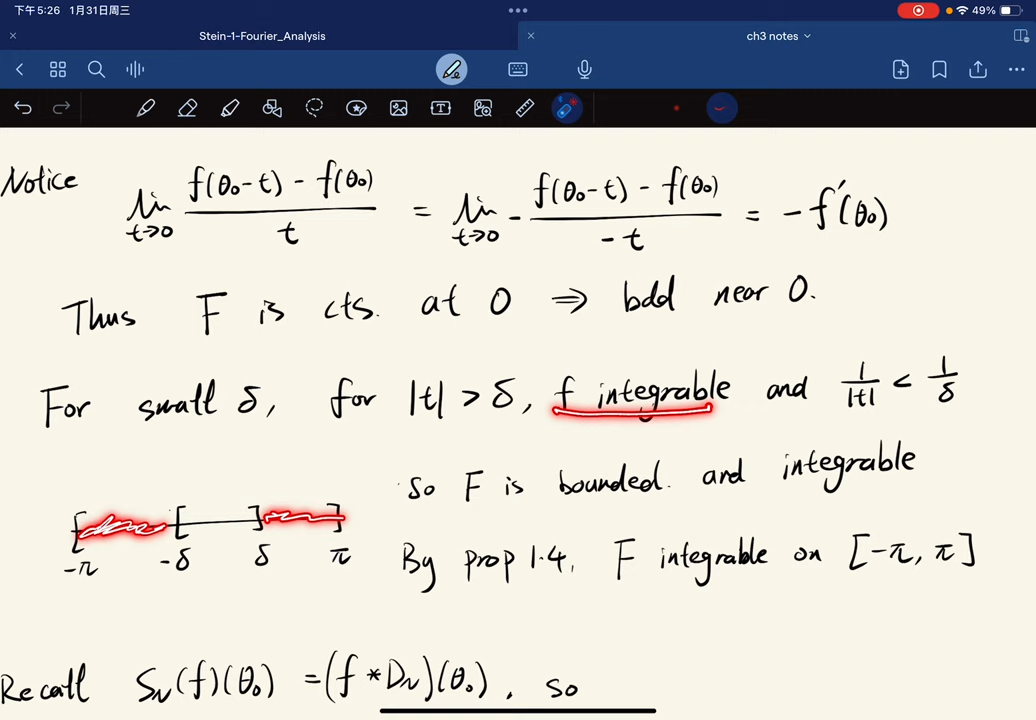 下午5:26 1月31日周三
49%
Stein-1-Fourier_Analysis
ch3 notes
Notice lim t→0 f(θ₀-t) - f(θ₀) / t = lim t→0 - f(θ₀-t) - f(θ₀) / -t = -f′(θ₀)
Thus F is cts. at 0 ⇒ bdd near 0.
For small δ, for |t| > δ, f integrable and 1/|t| < 1/δ
so F is bounded. and integrable
[ [ ] ]
-π -δ δ π
By prop 1.4, F integrable on [-π, π]
Recall S_N(f)(θ₀) = (f * D_N)(θ₀), so